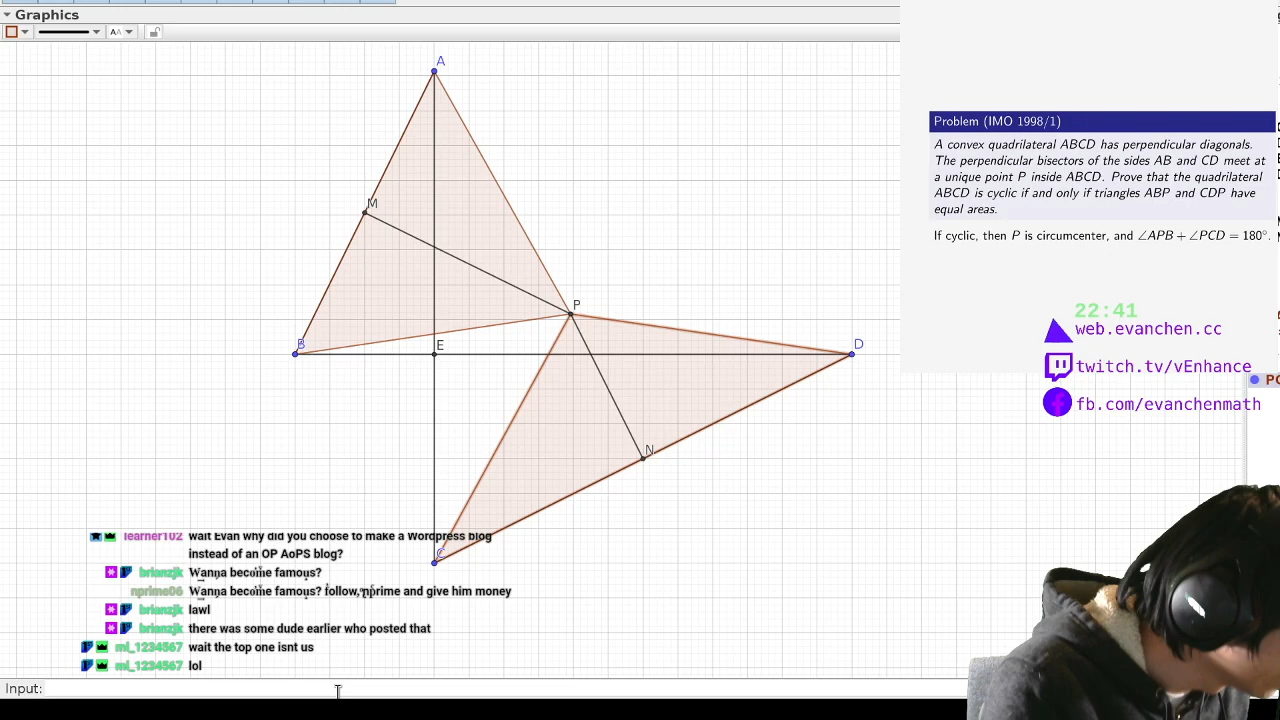 Graphics
AA
A
M
P
B
E
D
N
C
Problem (IMO 1998/1)
A convex quadrilateral ABCD has perpendicular diagonals.
The perpendicular bisectors of the sides AB and CD meet at
a unique point P inside ABCD. Prove that the quadrilateral
ABCD is cyclic if and only if triangles ABP and CDP have
equal areas.
If cyclic, then P is circumcenter, and ∠APB + ∠PCD = 180°.
22:41
web.evanchen.cc
twitch.tv/vEnhance
fb.com/evanchenmath
learner102 wait Evan why did you choose to make a Wordpress blog
instead of an OP AoPS blog?
brianzjk Wanna become famous?
nprime06 Wanna become famous? follow nprime and give him money
brianzjk lawl
brianzjk there was some dude earlier who posted that
mi_1234567 wait the top one isnt us
mi_1234567 lol
Input: